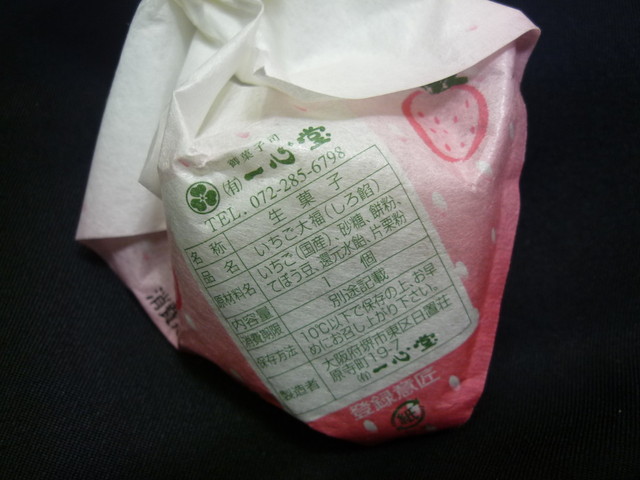 御菓子司
(有)一心堂
TEL. 072-285-6798
名称 生菓子
品名 いちご大福(しろ餡)
原材料名 いちご(国産)、砂糖、餅粉、
てぼう豆、還元水飴、片栗粉
内容量 1個
消費期限 別途記載
保存方法 10℃以下で保存の上、お早
めにお召し上がり下さい。
製造者 大阪府堺市東区日置荘
原寺町19-7
(有)一心堂
登録意匠
紙
消費